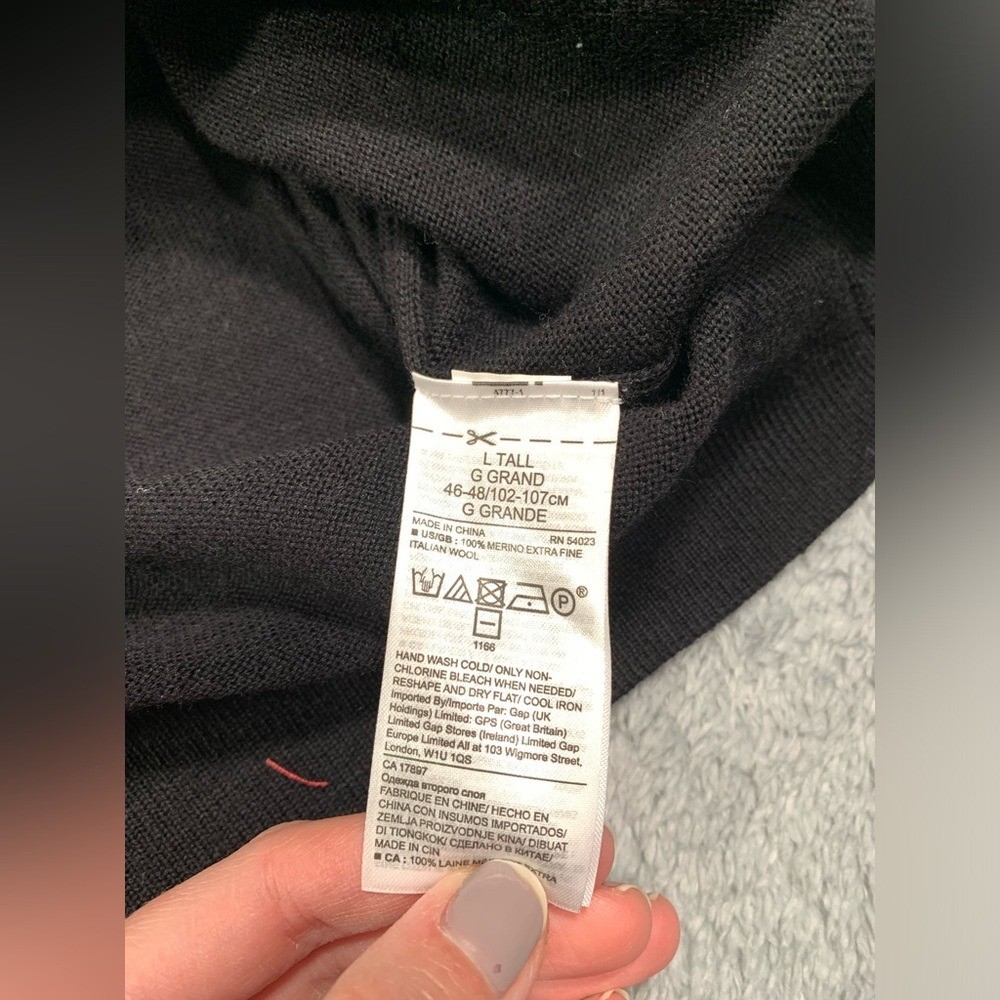 1/1
L TALL
G GRAND
46-48/102-107CM
G GRANDE
MADE IN CHINA RN 54023
■ US/GB : 100% MERINO EXTRA FINE
ITALIAN WOOL
P ®
1166
HAND WASH COLD/ ONLY NON-
CHLORINE BLEACH WHEN NEEDED/
RESHAPE AND DRY FLAT/ COOL IRON
Imported By/Importe Par: Gap (UK
Holdings) Limited: GPS (Great Britain)
Limited Gap Stores (Ireland) Limited Gap
Europe Limited All at 103 Wigmore Street,
London, W1U 1QS
CA 17897
Одежда второго слоя
FABRIQUE EN CHINE/ HECHO EN
CHINA CON INSUMOS IMPORTADOS/
ZEMLJA PROIZVODNJE KINA/ DIBUAT
DI TIONGKOK/ СДЕЛАНО В КИТАЕ/
MADE IN CIN
■ CA : 100% LAINE